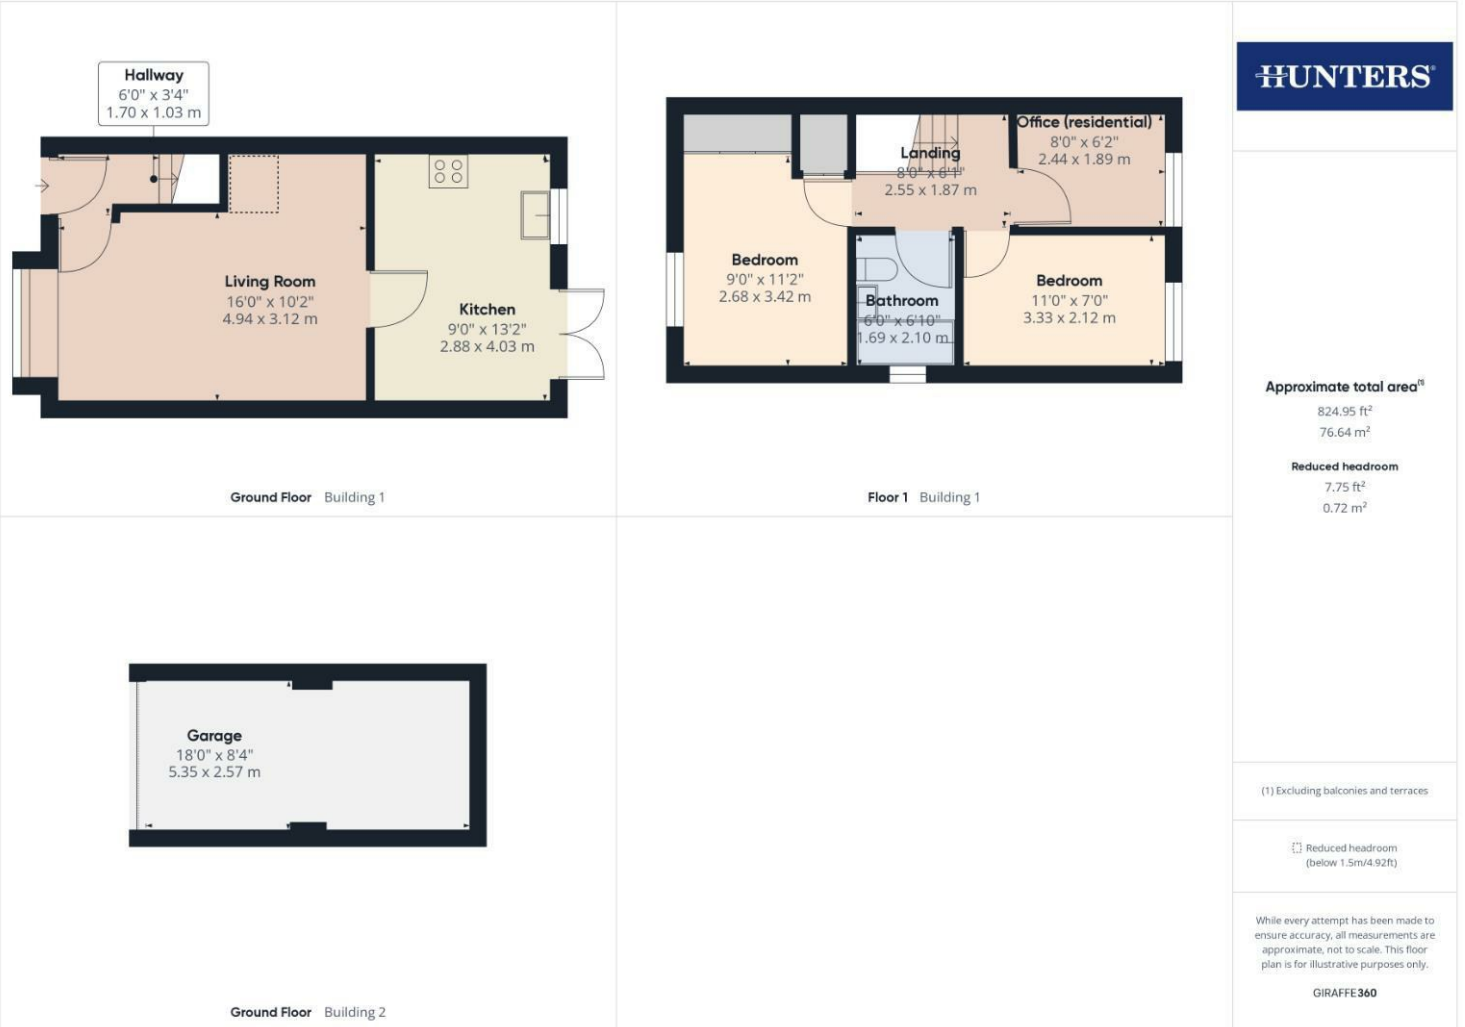 Hallway
6'0" x 3'4"
1.70 x 1.03 m
Living Room
16'0" x 10'2"
4.94 x 3.12 m
Kitchen
9'0" x 13'2"
2.88 x 4.03 m
Ground Floor Building 1
Office (residential)
8'0" x 6'2"
2.44 x 1.89 m
Landing
8'0" x 6'1"
2.55 x 1.87 m
Bedroom
9'0" x 11'2"
2.68 x 3.42 m
Bathroom
6'0" x 6'10"
1.69 x 2.10 m
Bedroom
11'0" x 7'0"
3.33 x 2.12 m
Floor 1 Building 1
Garage
18'0" x 8'4"
5.35 x 2.57 m
Ground Floor Building 2
HUNTERS®
Approximate total area⁽¹⁾
824.95 ft²
76.64 m²
Reduced headroom
7.75 ft²
0.72 m²
(1) Excluding balconies and terraces
Reduced headroom
(below 1.5m/4.92ft)
While every attempt has been made to
ensure accuracy, all measurements are
approximate, not to scale. This floor
plan is for illustrative purposes only.
GIRAFFE360